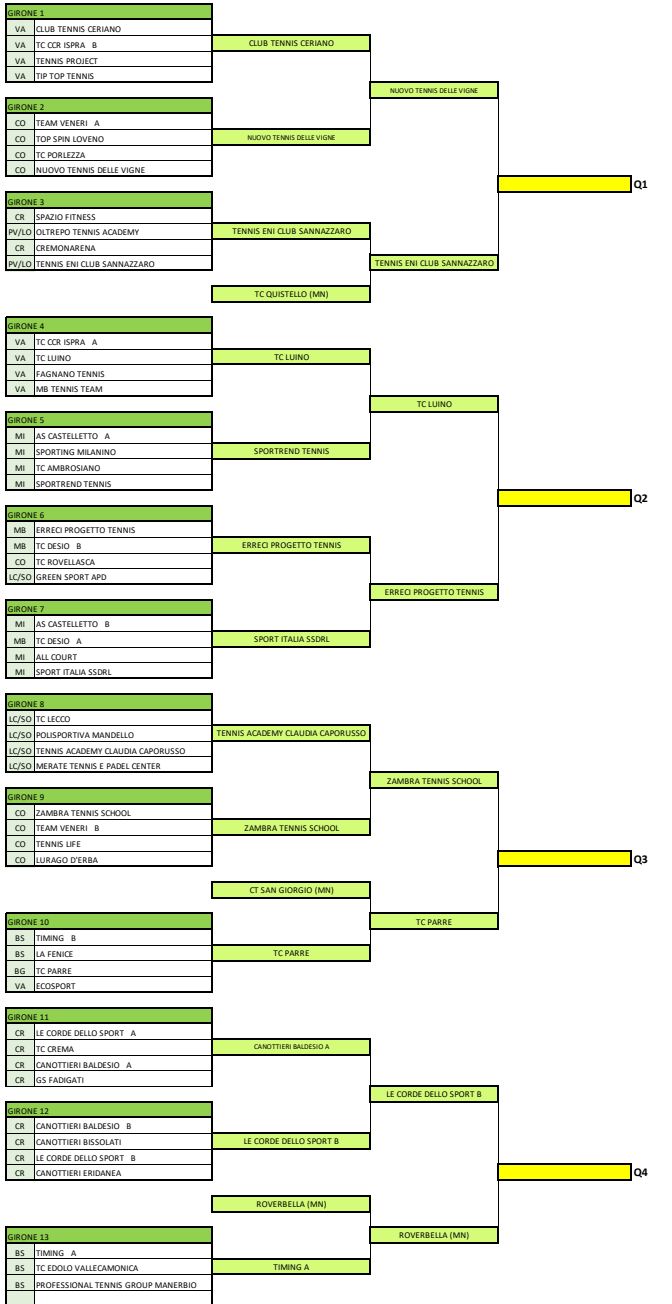 GIRONE 1
VA CLUB TENNIS CERIANO
VA TC CCR ISPRA B
CLUB TENNIS CERIANO
VA TENNIS PROJECT
VA TIP TOP TENNIS
NUOVO TENNIS DELLE VIGNE
GIRONE 2
CO TEAM VENERI A
CO TOP SPIN LOVENO
NUOVO TENNIS DELLE VIGNE
CO TC PORLEZZA
CO NUOVO TENNIS DELLE VIGNE
Q1
GIRONE 3
CR SPAZIO FITNESS
PV/LO OLTREPO TENNIS ACADEMY
TENNIS ENI CLUB SANNAZZARO
CR CREMONARENA
PV/LO TENNIS ENI CLUB SANNAZZARO
TENNIS ENI CLUB SANNAZZARO
TC QUISTELLO (MN)
GIRONE 4
VA TC CCR ISPRA A
VA TC LUINO
TC LUINO
VA FAGNANO TENNIS
VA MB TENNIS TEAM
TC LUINO
GIRONE 5
MI AS CASTELLETTO A
MI SPORTING MILANINO
SPORTREND TENNIS
MI TC AMBROSIANO
MI SPORTREND TENNIS
Q2
GIRONE 6
MB ERRECI PROGETTO TENNIS
MB TC DESIO B
ERRECI PROGETTO TENNIS
CO TC ROVELLASCA
LC/SO GREEN SPORT APD
ERRECI PROGETTO TENNIS
GIRONE 7
MI AS CASTELLETTO B
MB TC DESIO A
SPORT ITALIA SSDRL
MI ALL COURT
MI SPORT ITALIA SSDRL
GIRONE 8
LC/SO TC LECCO
LC/SO POLISPORTIVA MANDELLO
TENNIS ACADEMY CLAUDIA CAPORUSSO
LC/SO TENNIS ACADEMY CLAUDIA CAPORUSSO
LC/SO MERATE TENNIS E PADEL CENTER
ZAMBRA TENNIS SCHOOL
GIRONE 9
CO ZAMBRA TENNIS SCHOOL
CO TEAM VENERI B
ZAMBRA TENNIS SCHOOL
CO TENNIS LIFE
CO LURAGO D'ERBA
Q3
CT SAN GIORGIO (MN)
GIRONE 10
TC PARRE
BS TIMING B
BS LA FENICE
TC PARRE
BG TC PARRE
VA ECOSPORT
GIRONE 11
CR LE CORDE DELLO SPORT A
CR TC CREMA
CANOTTIERI BALDESIO A
CR CANOTTIERI BALDESIO A
CR GS FADIGATI
LE CORDE DELLO SPORT B
GIRONE 12
CR CANOTTIERI BALDESIO B
CR CANOTTIERI BISSOLATI
LE CORDE DELLO SPORT B
CR LE CORDE DELLO SPORT B
CR CANOTTIERI ERIDANEA
Q4
ROVERBELLA (MN)
GIRONE 13
ROVERBELLA (MN)
BS TIMING A
BS TC EDOLO VALLECAMONICA
TIMING A
BS PROFESSIONAL TENNIS GROUP MANERBIO